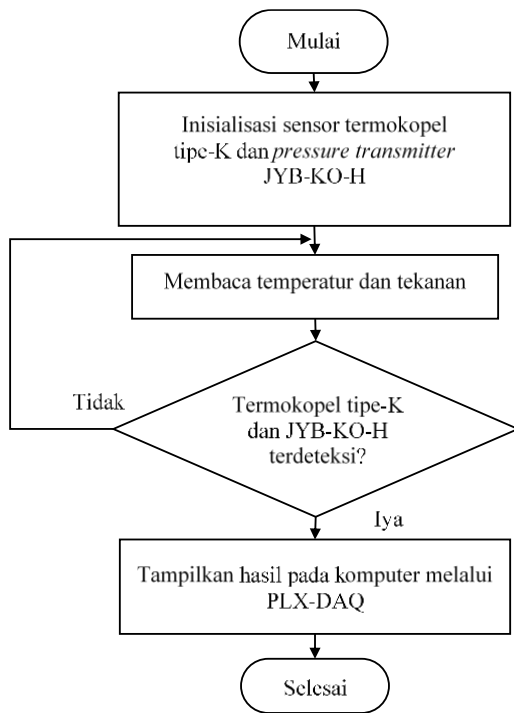 Mulai
Inisialisasi sensor termokopel
tipe-K dan pressure transmitter
JYB-KO-H
Membaca temperatur dan tekanan
Tidak
Termokopel tipe-K
dan JYB-KO-H
terdeteksi?
Iya
Tampilkan hasil pada komputer melalui
PLX-DAQ
Selesai